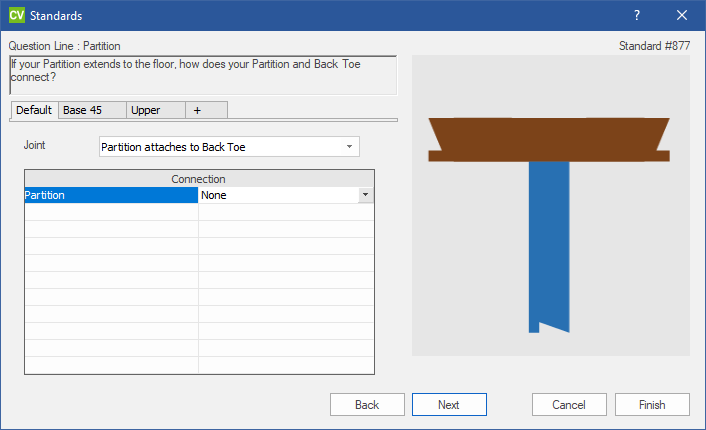 CV Standards ?
Question Line : Partition
Standard #877
If your Partition extends to the floor, how does your Partition and Back Toe
connect?
Default Base 45 Upper +
Joint Partition attaches to Back Toe
Connection
Partition None
Back Next Cancel Finish